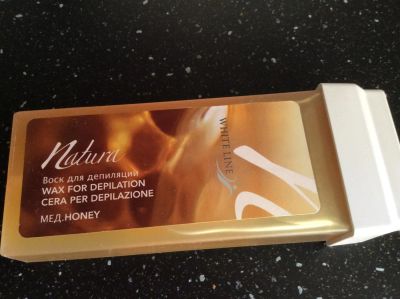 Natura
Воск для депиляции
WAX FOR DEPILATION
CERA PER DEPILAZIONE
МЕД.HONEY
WHITE LINE